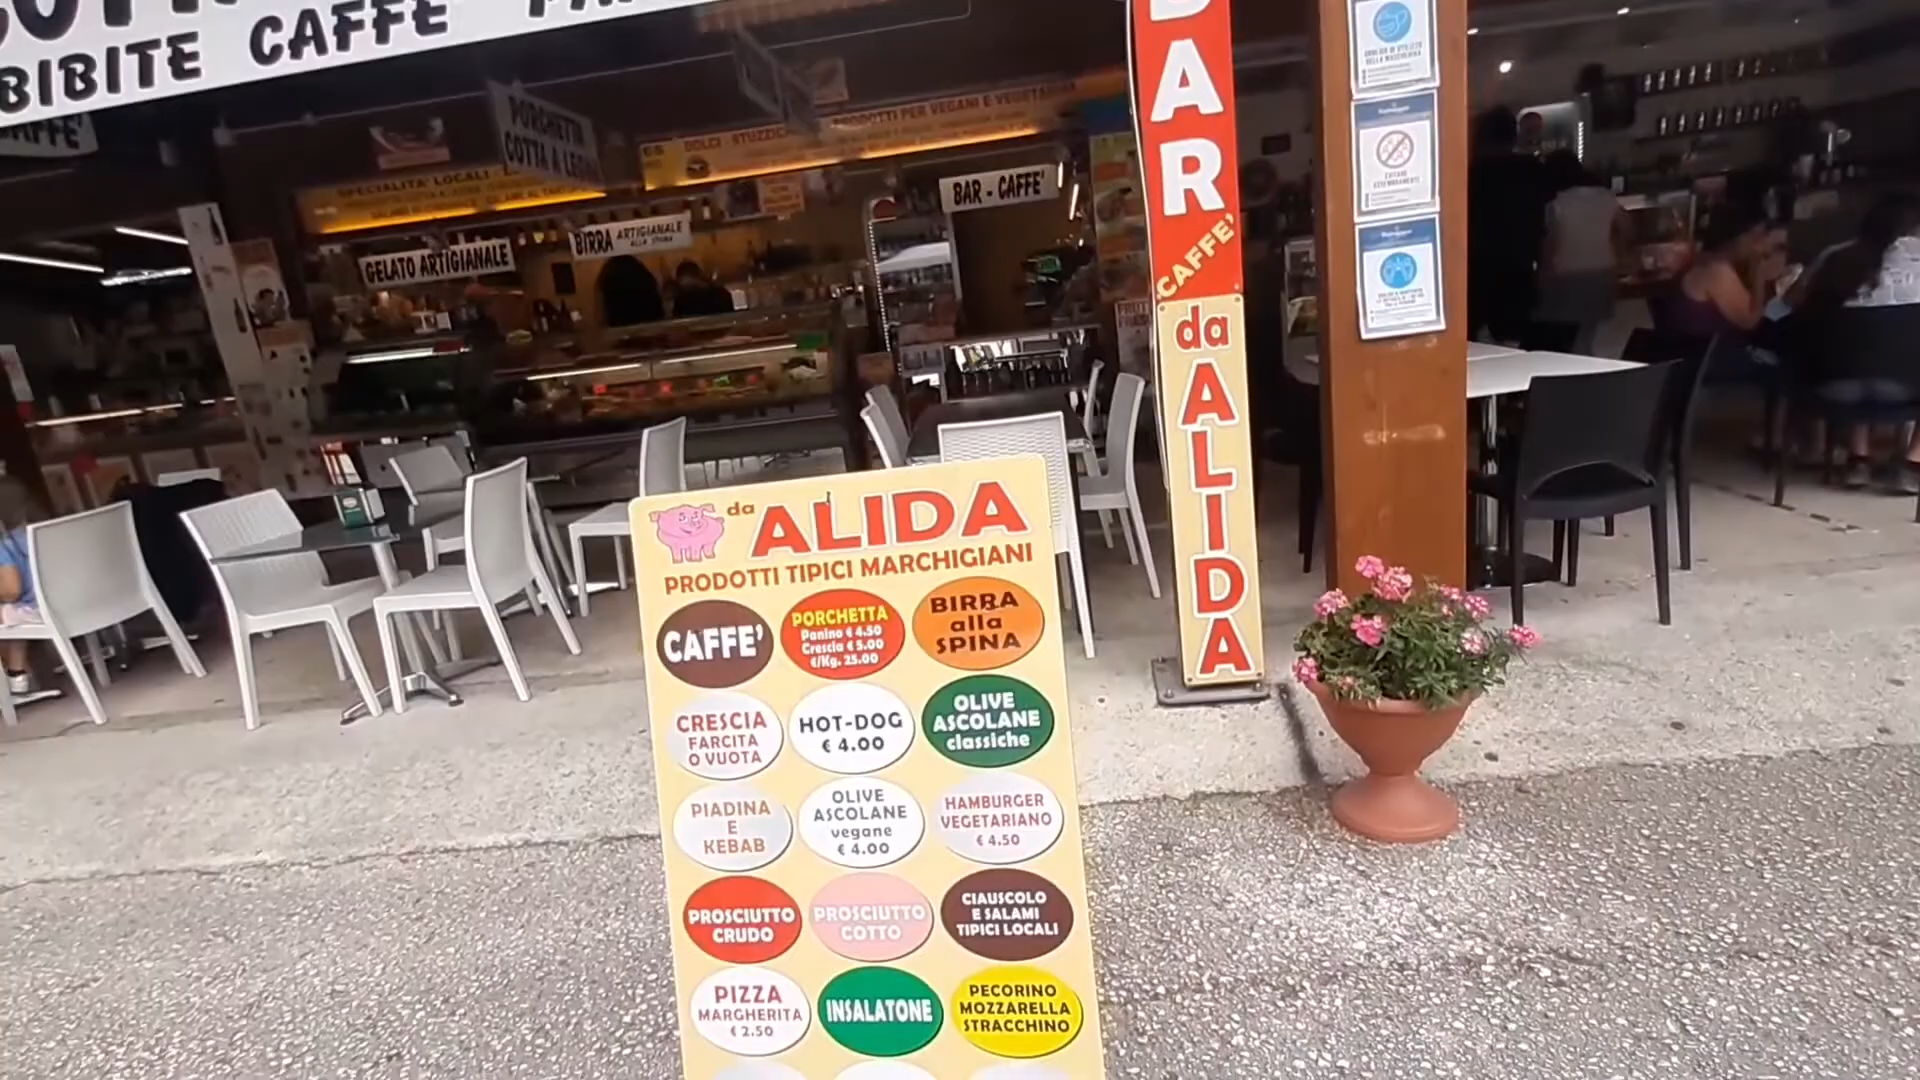 BIBITE CAFFE'
CAFFE'
PORCHETTA
COTTA A LEGNA
SPECIALITA' LOCALI
DOLCI - STUZZICH
PRODOTTI PER VEGANI E VEGETARIANI
GELATO ARTIGIANALE
BIRRA ARTIGIANALE
ALLA SPINA
BAR - CAFFE'
BAR
CAFFE'
da
ALIDA
EVITARE
ASSEMBRAMENTI
da ALIDA
PRODOTTI TIPICI MARCHIGIANI
CAFFE'
PORCHETTA
Panino € 4.50
Crescia € 5.00
€/Kg. 25.00
BIRRA
alla
SPINA
CRESCIA
FARCITA
O VUOTA
HOT-DOG
€ 4.00
OLIVE
ASCOLANE
classiche
PIADINA
E
KEBAB
OLIVE
ASCOLANE
vegane
€ 4.00
HAMBURGER
VEGETARIANO
€ 4.50
PROSCIUTTO
CRUDO
PROSCIUTTO
COTTO
CIAUSCOLO
E SALAMI
TIPICI LOCALI
PIZZA
MARGHERITA
€ 2.50
INSALATONE
PECORINO
MOZZARELLA
STRACCHINO